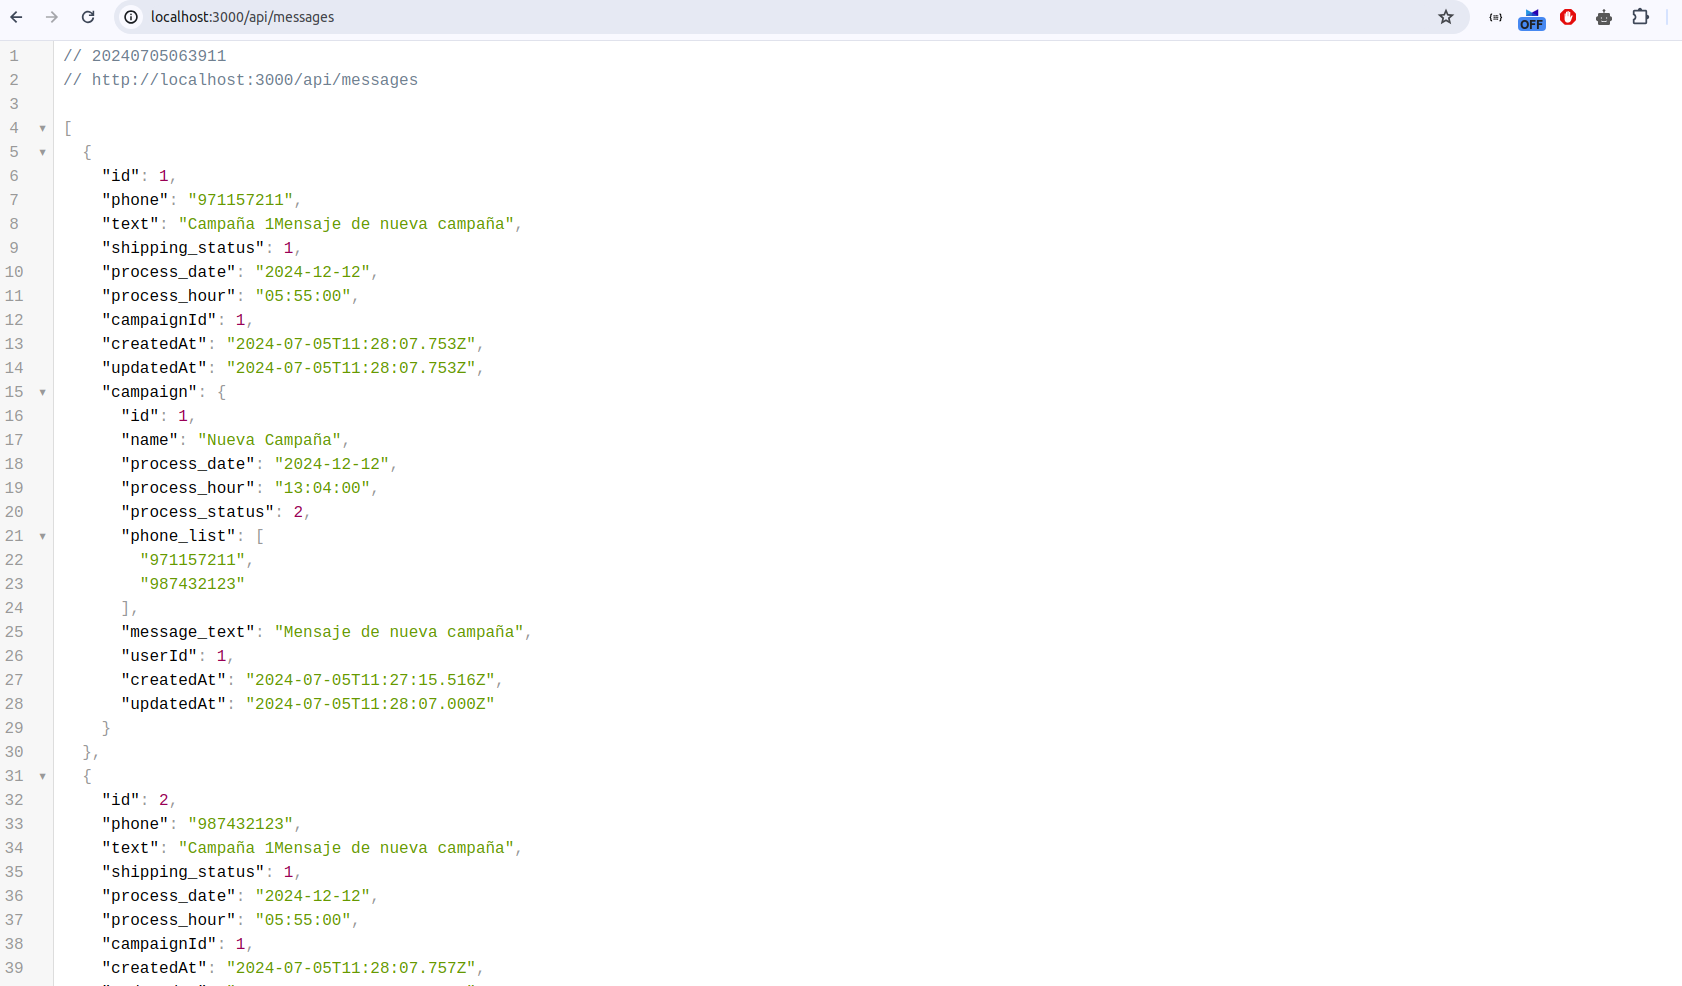 localhost:3000/api/messages
OFF
1 // 20240705063911
2 // http://localhost:3000/api/messages
3
4 [
5 {
6 "id": 1,
7 "phone": "971157211",
8 "text": "Campaña 1Mensaje de nueva campaña",
9 "shipping_status": 1,
10 "process_date": "2024-12-12",
11 "process_hour": "05:55:00",
12 "campaignId": 1,
13 "createdAt": "2024-07-05T11:28:07.753Z",
14 "updatedAt": "2024-07-05T11:28:07.753Z",
15 "campaign": {
16 "id": 1,
17 "name": "Nueva Campaña",
18 "process_date": "2024-12-12",
19 "process_hour": "13:04:00",
20 "process_status": 2,
21 "phone_list": [
22 "971157211",
23 "987432123"
24 ],
25 "message_text": "Mensaje de nueva campaña",
26 "userId": 1,
27 "createdAt": "2024-07-05T11:27:15.516Z",
28 "updatedAt": "2024-07-05T11:28:07.000Z"
29 }
30 },
31 {
32 "id": 2,
33 "phone": "987432123",
34 "text": "Campaña 1Mensaje de nueva campaña",
35 "shipping_status": 1,
36 "process_date": "2024-12-12",
37 "process_hour": "05:55:00",
38 "campaignId": 1,
39 "createdAt": "2024-07-05T11:28:07.757Z",